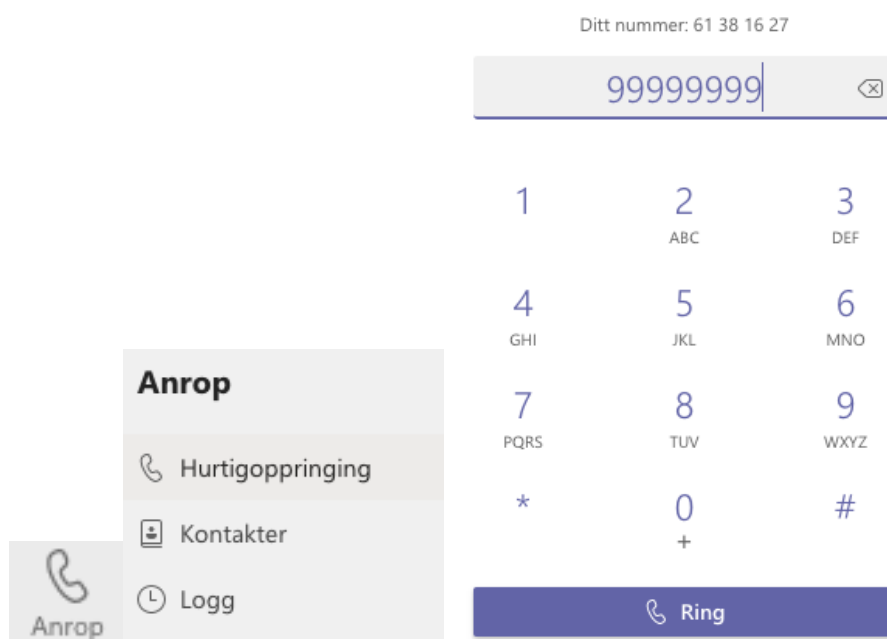 Anrop
Anrop
Hurtigoppringing
Kontakter
Logg
Ditt nummer: 61 38 16 27
99999999
1 2 3
ABC DEF
4 5 6
GHI JKL MNO
7 8 9
PQRS TUV WXYZ
* 0 #
+
Ring